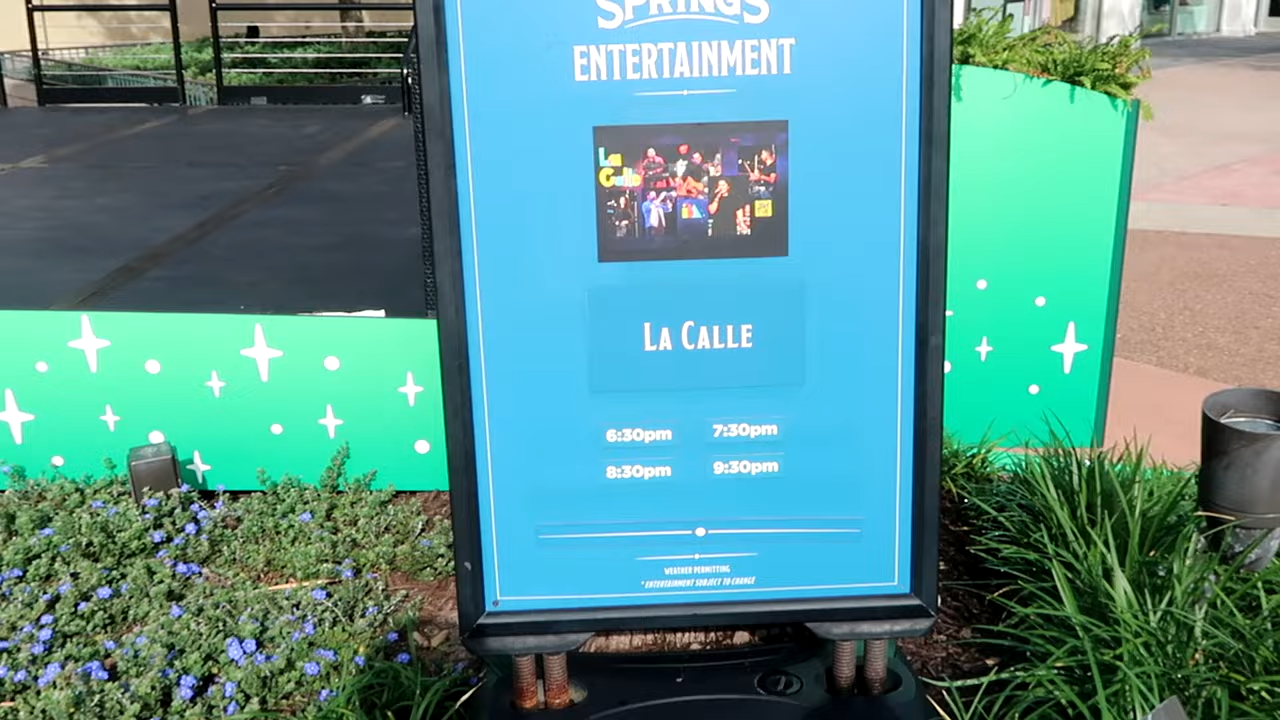 SPRINGS
ENTERTAINMENT
La
Calle
LA CALLE
6:30pm 7:30pm
8:30pm 9:30pm
WEATHER PERMITTING
* ENTERTAINMENT SUBJECT TO CHANGE